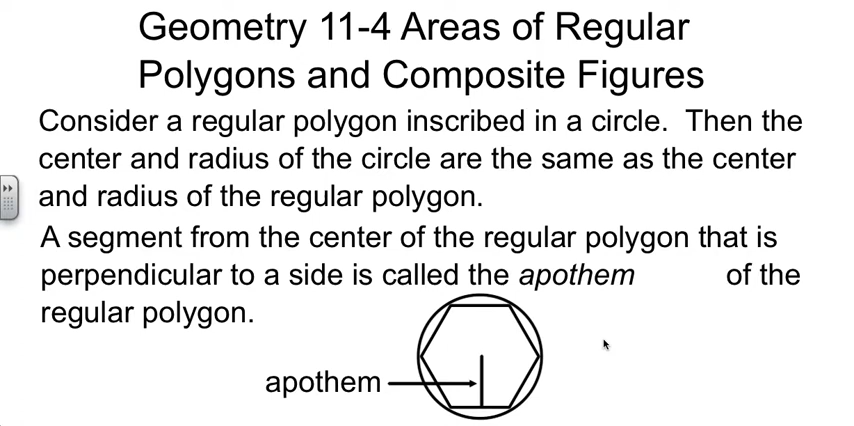 Geometry 11-4 Areas of Regular
Polygons and Composite Figures
Consider a regular polygon inscribed in a circle.  Then the
center and radius of the circle are the same as the center
and radius of the regular polygon.
A segment from the center of the regular polygon that is
perpendicular to a side is called the apothem of the
regular polygon.
apothem